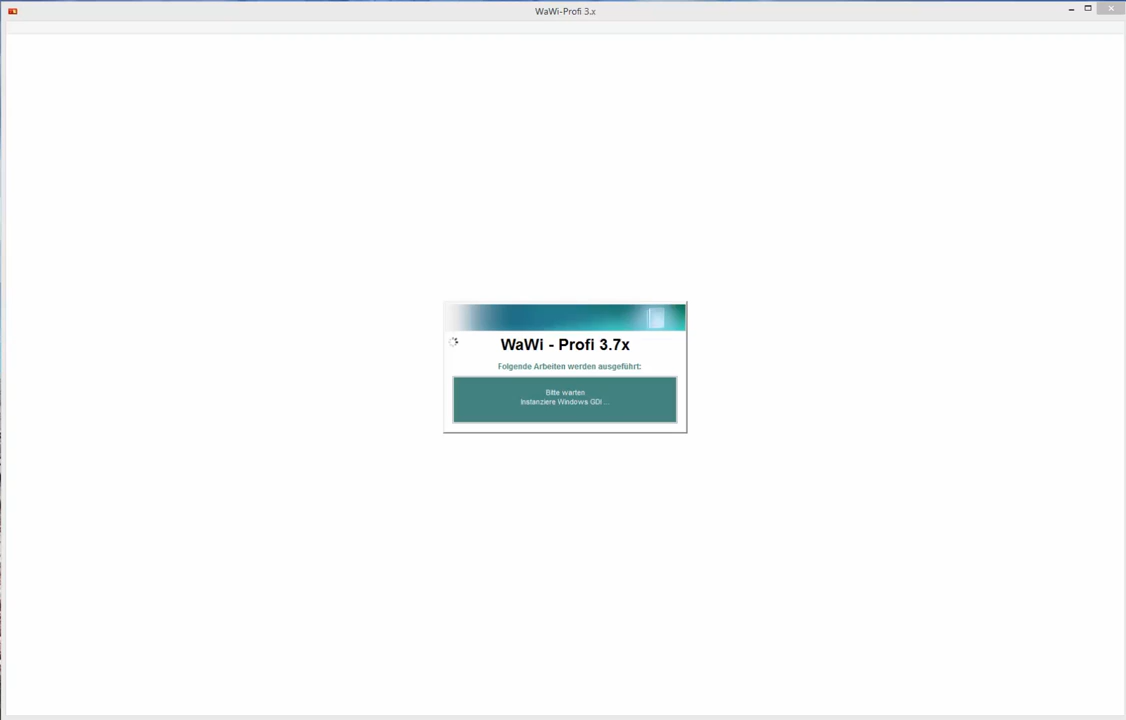 WaWi-Profi 3.x
WaWi - Profi 3.7x
Folgende Arbeiten werden ausgeführt:
Bitte warten
Instanziere Windows GDI ...